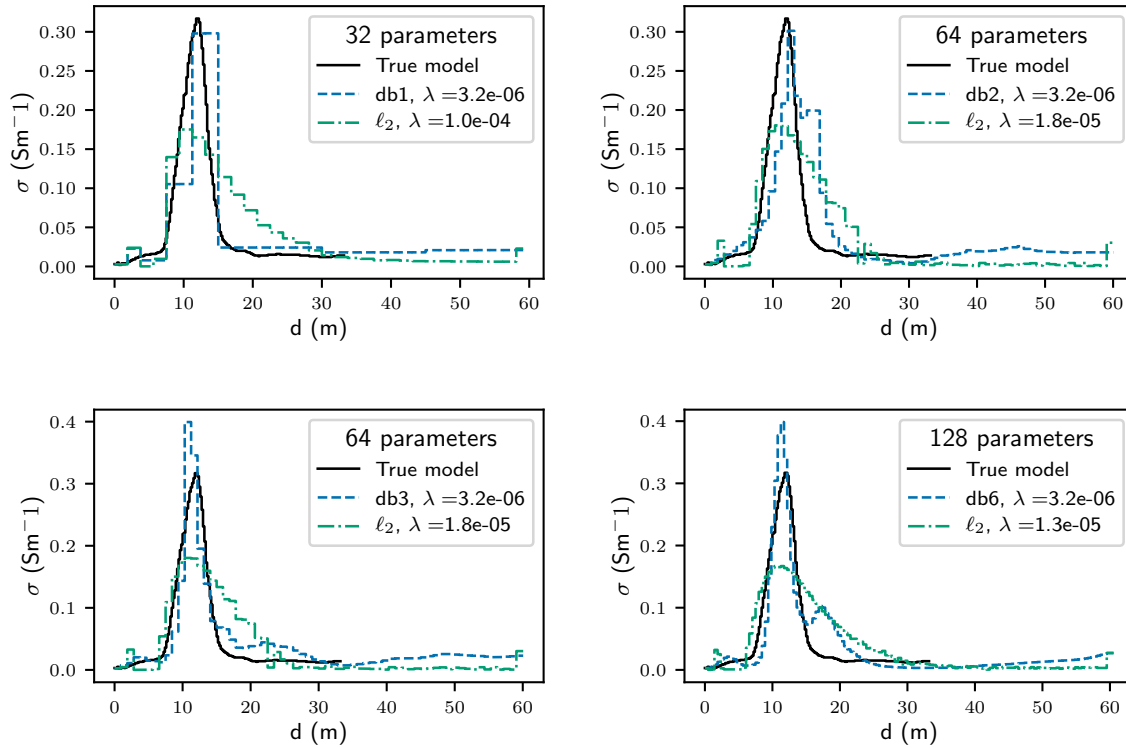 32 parameters
True model
db1, λ =3.2e-06
ℓ2, λ =1.0e-04
σ (Sm−1)
0.30
0.25
0.20
0.15
0.10
0.05
0.00
0 10 20 30 40 50 60
d (m)
64 parameters
True model
db2, λ =3.2e-06
ℓ2, λ =1.8e-05
σ (Sm−1)
0.30
0.25
0.20
0.15
0.10
0.05
0.00
0 10 20 30 40 50 60
d (m)
64 parameters
True model
db3, λ =3.2e-06
ℓ2, λ =1.8e-05
σ (Sm−1)
0.4
0.3
0.2
0.1
0.0
0 10 20 30 40 50 60
d (m)
128 parameters
True model
db6, λ =3.2e-06
ℓ2, λ =1.3e-05
σ (Sm−1)
0.4
0.3
0.2
0.1
0.0
0 10 20 30 40 50 60
d (m)